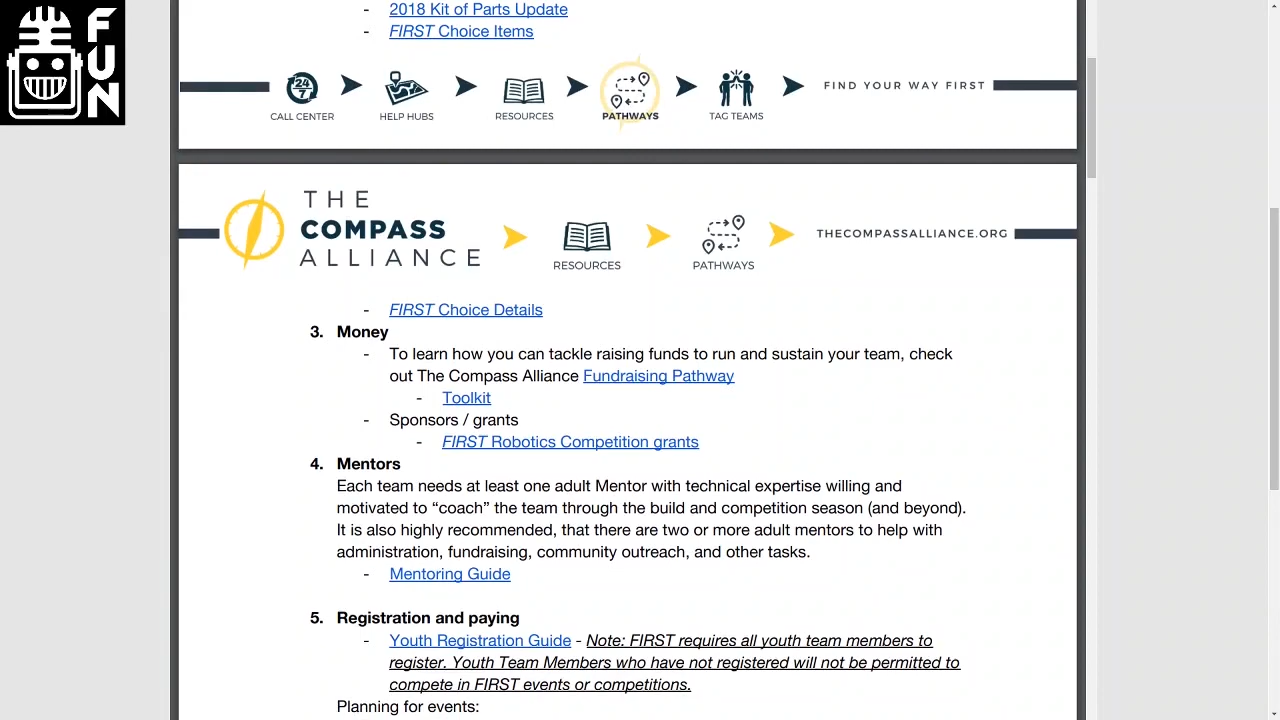 FUN
- 2018 Kit of Parts Update
- FIRST Choice Items
24/7
CALL CENTER
HELP HUBS
RESOURCES
PATHWAYS
TAG TEAMS
FIND YOUR WAY FIRST
THE
COMPASS
ALLIANCE
RESOURCES
PATHWAYS
THECOMPASSALLIANCE.ORG
- FIRST Choice Details
3. Money
- To learn how you can tackle raising funds to run and sustain your team, check
out The Compass Alliance Fundraising Pathway
- Toolkit
- Sponsors / grants
- FIRST Robotics Competition grants
4. Mentors
Each team needs at least one adult Mentor with technical expertise willing and
motivated to “coach” the team through the build and competition season (and beyond).
It is also highly recommended, that there are two or more adult mentors to help with
administration, fundraising, community outreach, and other tasks.
- Mentoring Guide
5. Registration and paying
- Youth Registration Guide - Note: FIRST requires all youth team members to
register. Youth Team Members who have not registered will not be permitted to
compete in FIRST events or competitions.
Planning for events: